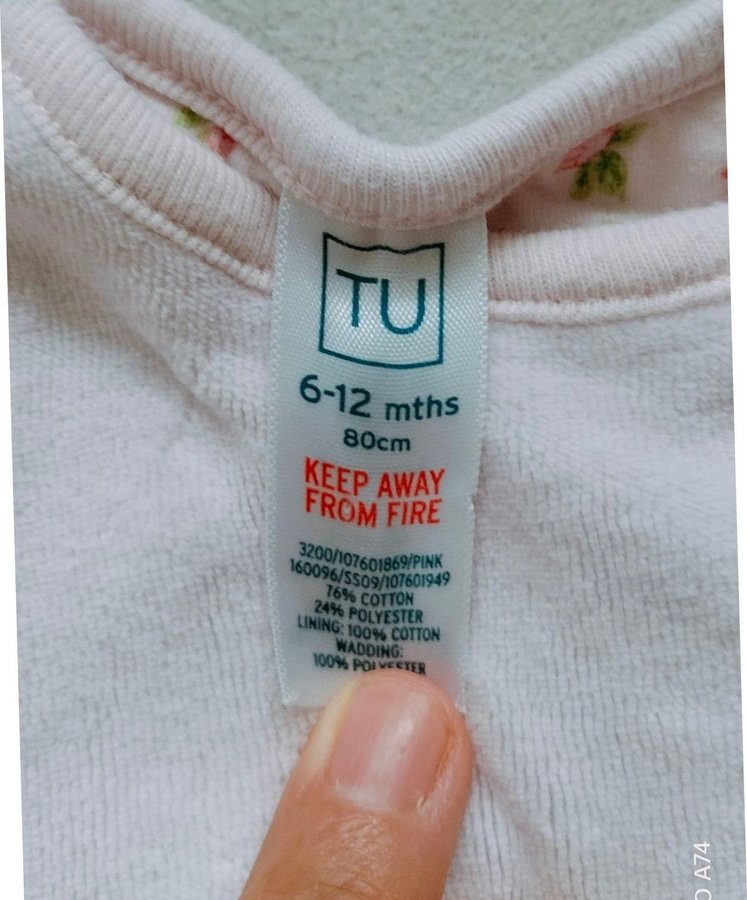 TU
6-12 mths
80cm
KEEP AWAY
FROM FIRE
3200/107601869/PINK
160096/SS09/107601949
76% COTTON
24% POLYESTER
LINING: 100% COTTON
WADDING:
100% POLYESTER
A74